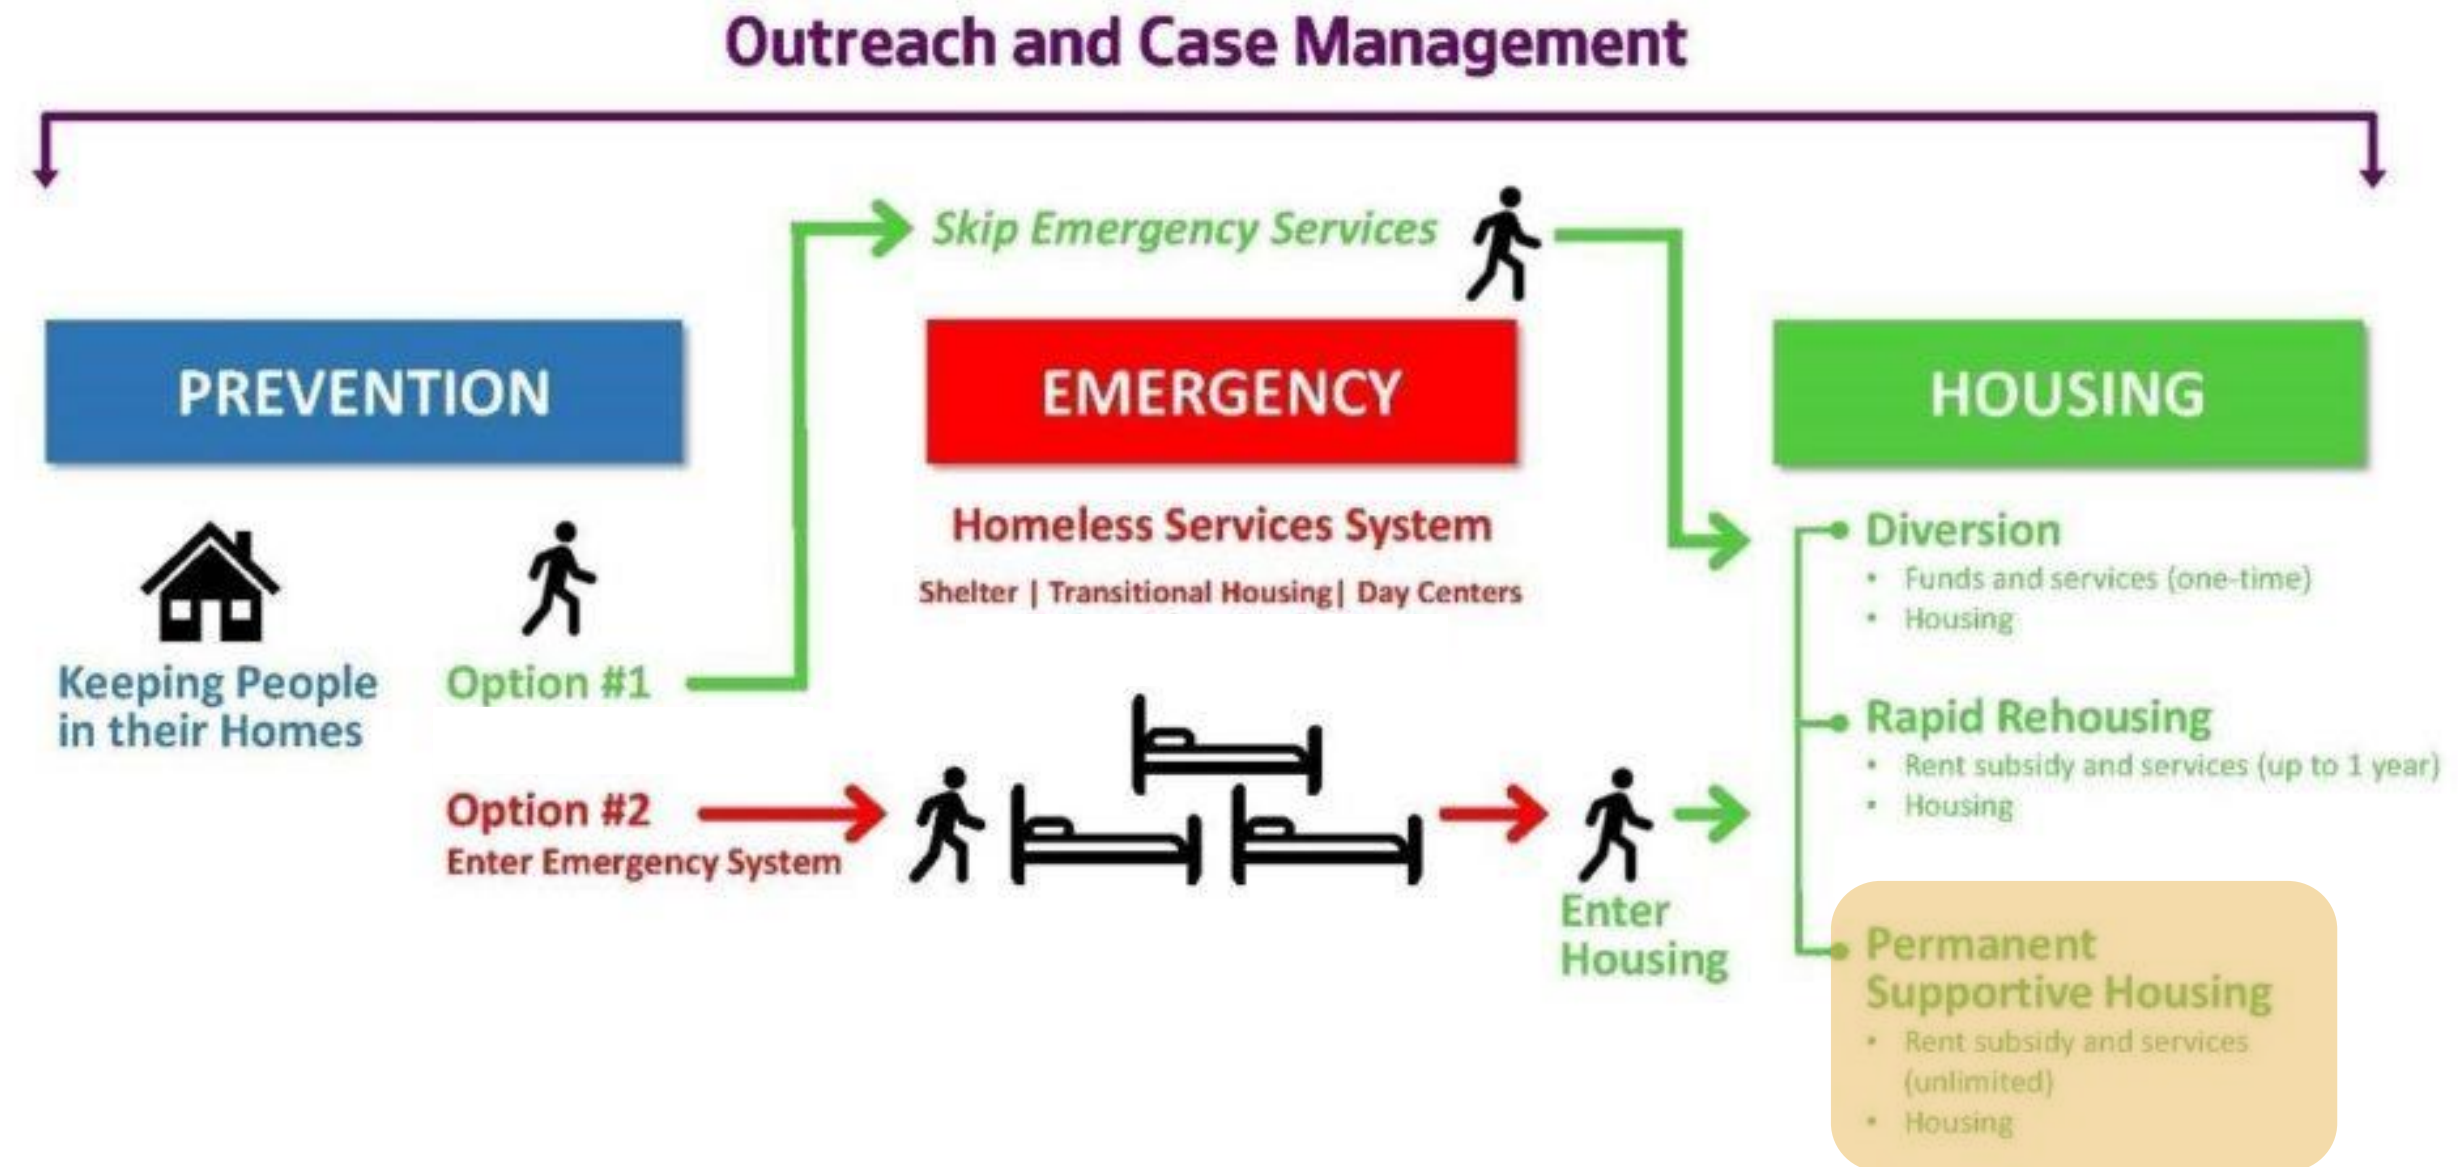 Outreach and Case Management
Skip Emergency Services
PREVENTION
EMERGENCY
HOUSING
Keeping People
in their Homes
Option #1
Option #2
Enter Emergency System
Homeless Services System
Shelter | Transitional Housing| Day Centers
Enter
Housing
Diversion
• Funds and services (one-time)
• Housing
Rapid Rehousing
• Rent subsidy and services (up to 1 year)
• Housing
Permanent
Supportive Housing
• Rent subsidy and services
(unlimited)
• Housing